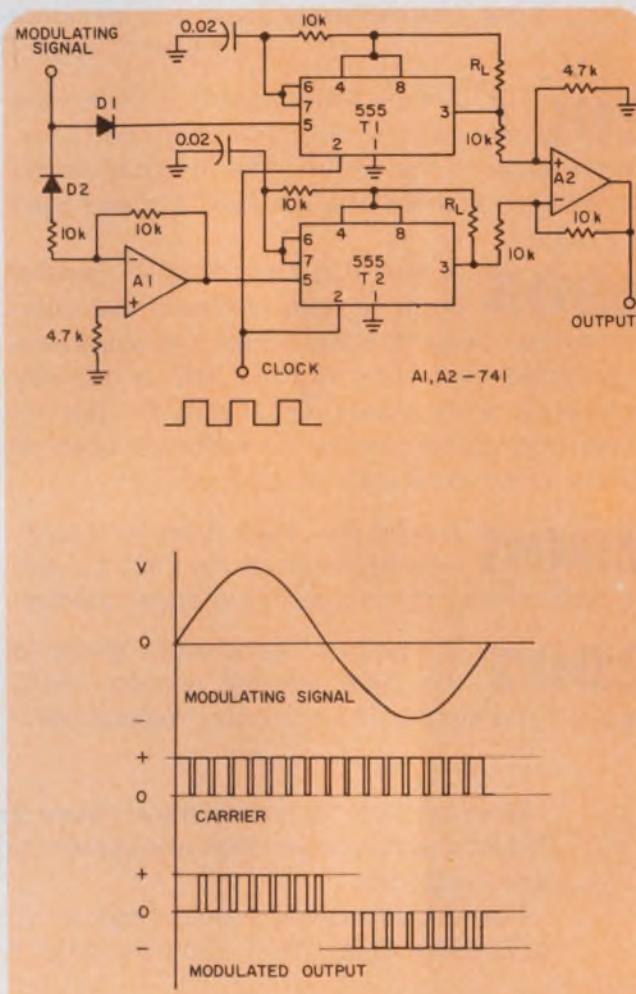 MODULATING
SIGNAL
0.02
10k
D1
6
7
4
8
5
555
T1
3
2
1
R_L
4.7k
10k
0.02
D2
10k
10k
A1
4.7k
10k
6
7
4
8
5
555
T2
3
2
1
R_L
10k
A2
10k
OUTPUT
CLOCK
A1, A2-741
V
0
−
MODULATING SIGNAL
+
0
CARRIER
+
0
−
MODULATED OUTPUT